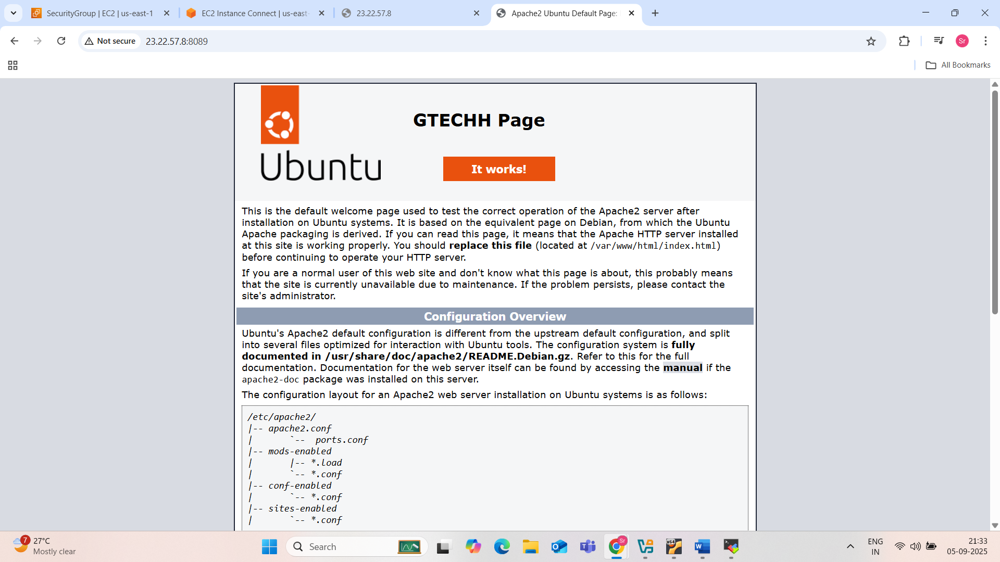 SecurityGroup | EC2 | us-east-1
EC2 Instance Connect | us-east-
23.22.57.8
Apache2 Ubuntu Default Page:
Not secure
23.22.57.8:8089
Sr
All Bookmarks
Ubuntu
GTECHH Page
It works!
This is the default welcome page used to test the correct operation of the Apache2 server after
installation on Ubuntu systems. It is based on the equivalent page on Debian, from which the Ubuntu
Apache packaging is derived. If you can read this page, it means that the Apache HTTP server installed
at this site is working properly. You should replace this file (located at /var/www/html/index.html)
before continuing to operate your HTTP server.
If you are a normal user of this web site and don't know what this page is about, this probably means
that the site is currently unavailable due to maintenance. If the problem persists, please contact the
site's administrator.
Configuration Overview
Ubuntu's Apache2 default configuration is different from the upstream default configuration, and split
into several files optimized for interaction with Ubuntu tools. The configuration system is fully
documented in /usr/share/doc/apache2/README.Debian.gz. Refer to this for the full
documentation. Documentation for the web server itself can be found by accessing the manual if the
apache2-doc package was installed on this server.
The configuration layout for an Apache2 web server installation on Ubuntu systems is as follows:
/etc/apache2/
|-- apache2.conf
|       `--  ports.conf
|-- mods-enabled
|       |-- *.load
|       `-- *.conf
|-- conf-enabled
|       `-- *.conf
|-- sites-enabled
|       `-- *.conf
7
27°C
Mostly clear
Search
Sr
x64
W
ENG
IN
21:33
05-09-2025